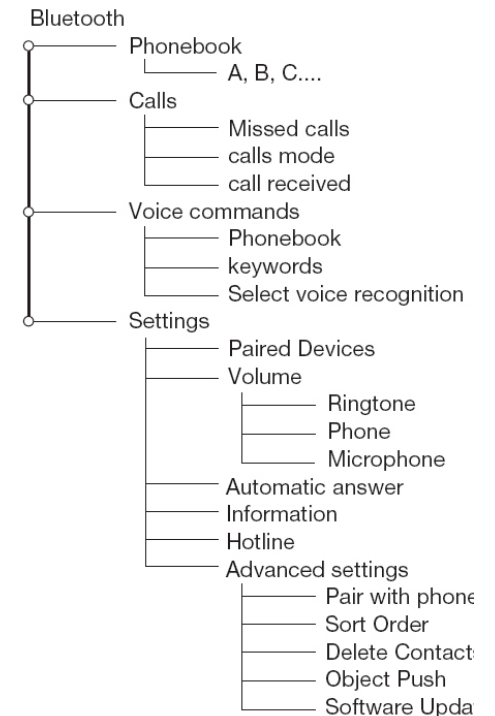 Bluetooth
Phonebook
A, B, C....
Calls
Missed calls
calls mode
call received
Voice commands
Phonebook
keywords
Select voice recognition
Settings
Paired Devices
Volume
Ringtone
Phone
Microphone
Automatic answer
Information
Hotline
Advanced settings
Pair with phone
Sort Order
Delete Contact
Object Push
Software Upda